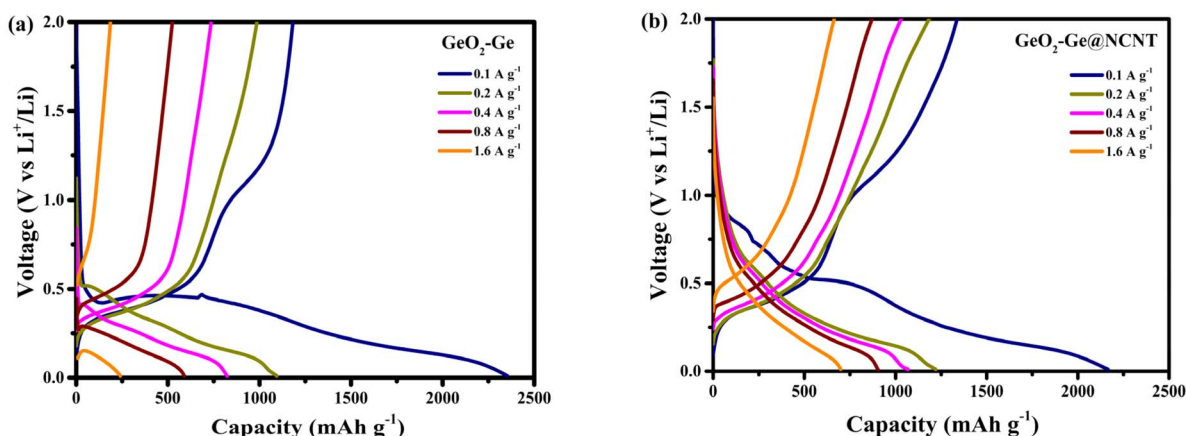 (a)
GeO₂-Ge
0.1 A g⁻¹
0.2 A g⁻¹
0.4 A g⁻¹
0.8 A g⁻¹
1.6 A g⁻¹
2.0
1.5
1.0
0.5
0.0
Voltage (V vs Li⁺/Li)
0
500
1000
1500
2000
2500
Capacity (mAh g⁻¹)
(b)
GeO₂-Ge@NCNT
0.1 A g⁻¹
0.2 A g⁻¹
0.4 A g⁻¹
0.8 A g⁻¹
1.6 A g⁻¹
2.0
1.5
1.0
0.5
0.0
Voltage (V vs Li⁺/Li)
0
500
1000
1500
2000
2500
Capacity (mAh g⁻¹)